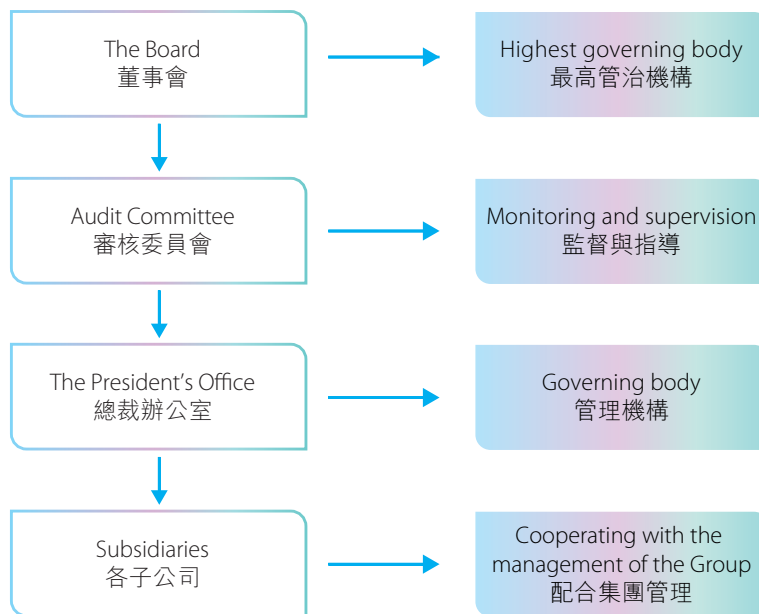 The Board
董事會
Highest governing body
最高管治機構
Audit Committee
審核委員會
Monitoring and supervision
監督與指導
The President’s Office
總裁辦公室
Governing body
管理機構
Subsidiaries
各子公司
Cooperating with the
management of the Group
配合集團管理